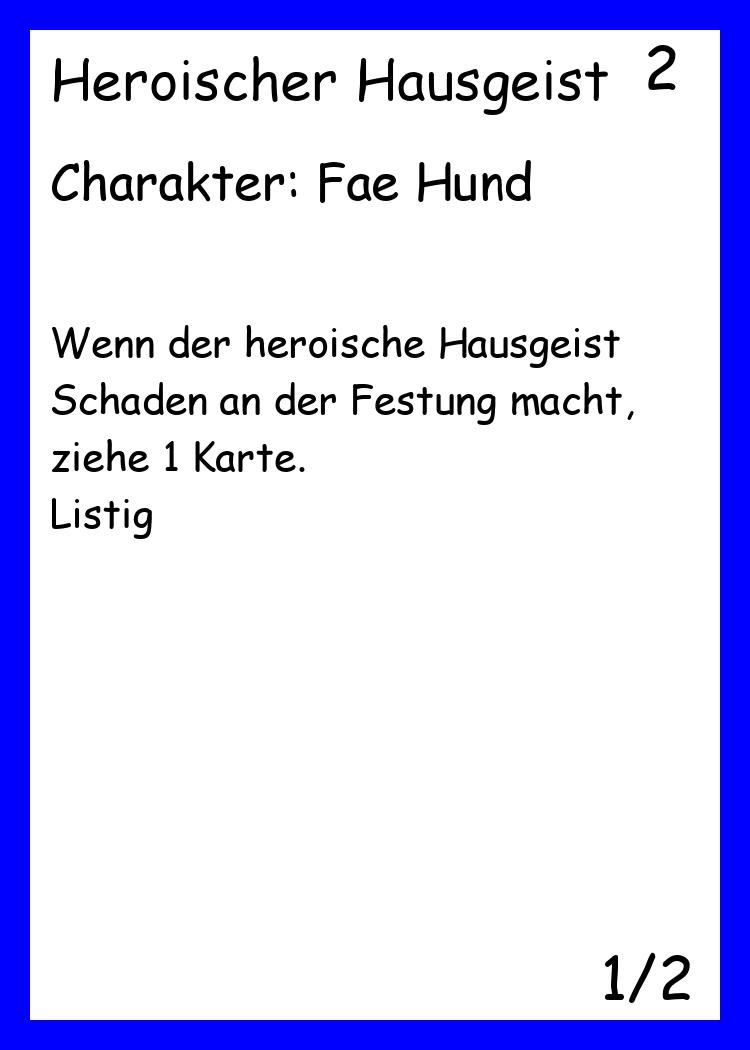 Heroischer Hausgeist 2
Charakter: Fae Hund
Wenn der heroische Hausgeist
Schaden an der Festung macht,
ziehe 1 Karte.
Listig
1/2